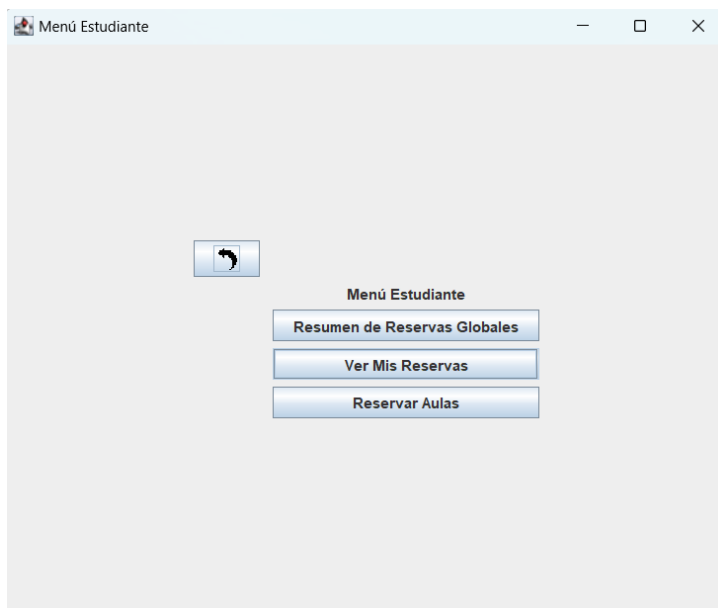 Menú Estudiante
Menú Estudiante
Resumen de Reservas Globales
Ver Mis Reservas
Reservar Aulas